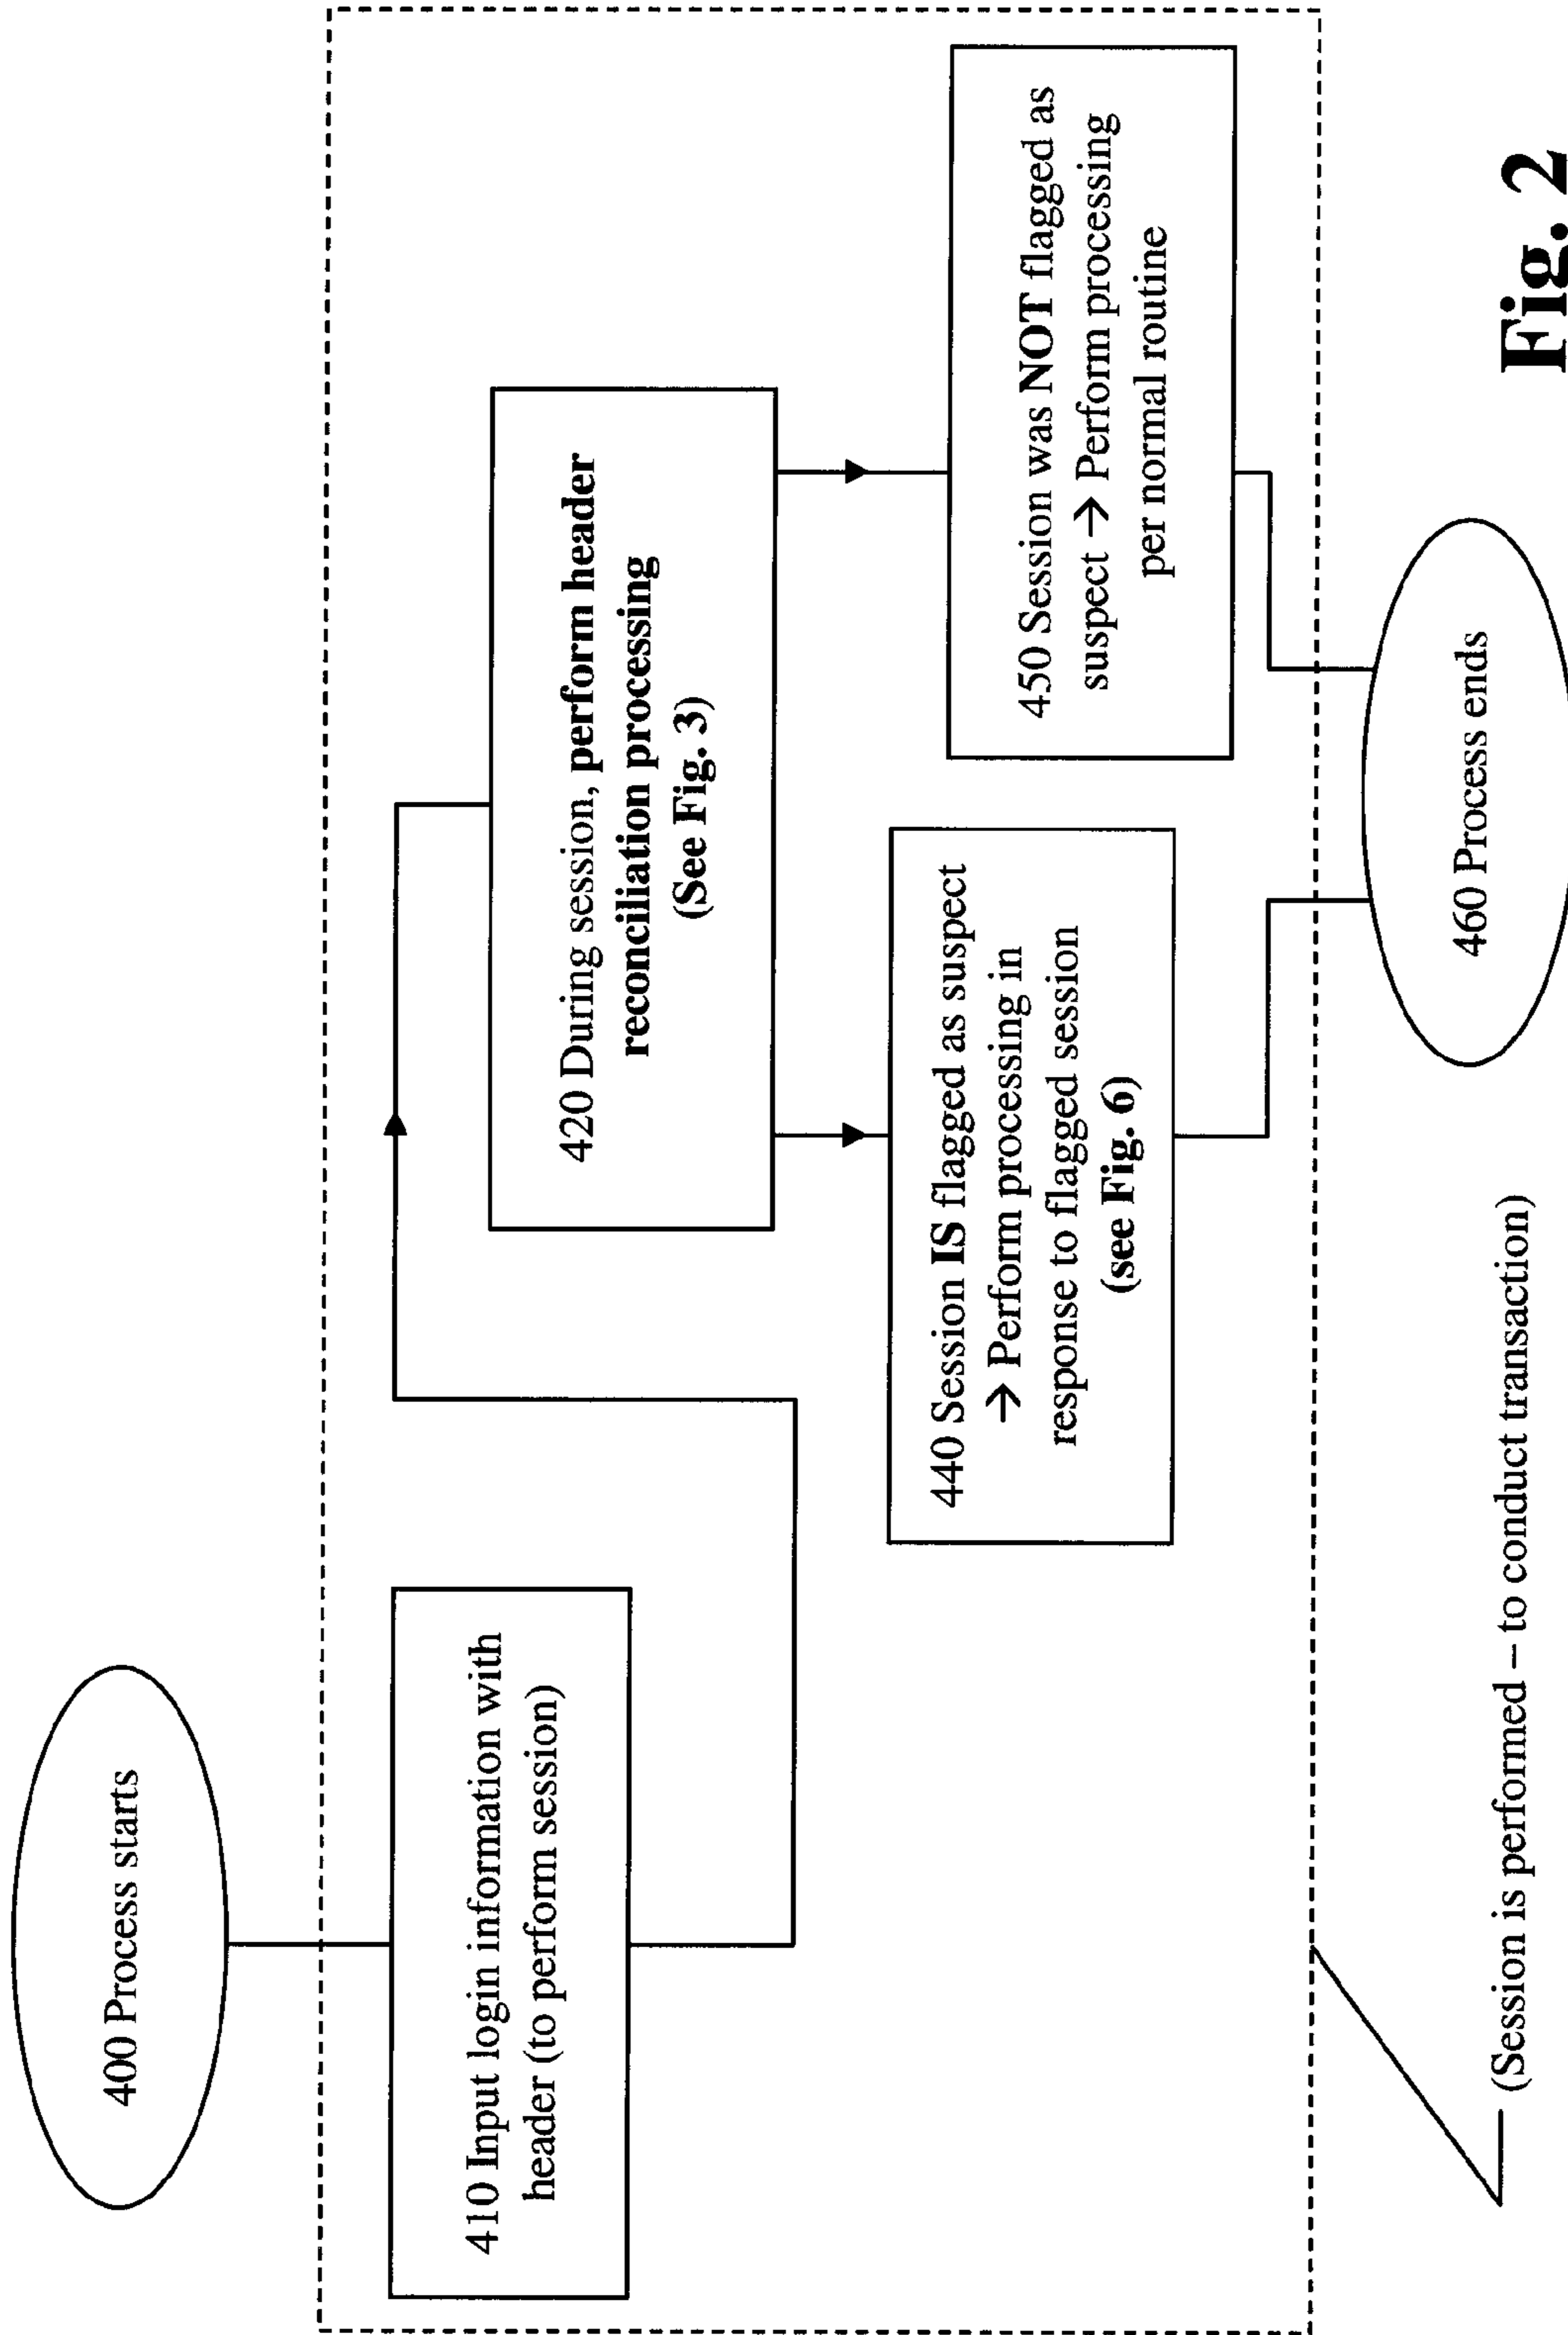 400 Process starts
410 Input login information with
header (to perform session)
420 During session, perform header
reconciliation processing
(See Fig. 3)
440 Session IS flagged as suspect
→ Perform processing in
response to flagged session
(see Fig. 6)
450 Session was NOT flagged as
suspect → Perform processing
per normal routine
460 Process ends
(Session is performed – to conduct transaction)
Fig. 2